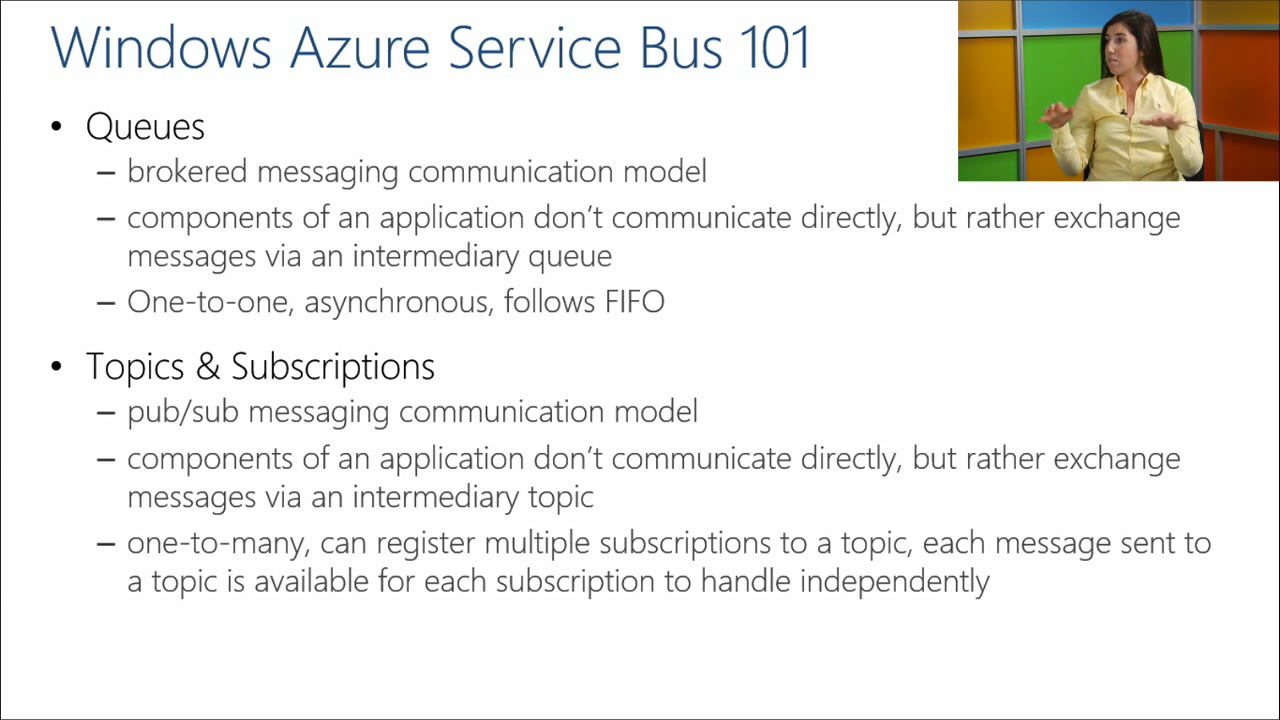 Windows Azure Service Bus 101
• Queues
– brokered messaging communication model
– components of an application don’t communicate directly, but rather exchange
messages via an intermediary queue
– One-to-one, asynchronous, follows FIFO
• Topics & Subscriptions
– pub/sub messaging communication model
– components of an application don’t communicate directly, but rather exchange
messages via an intermediary topic
– one-to-many, can register multiple subscriptions to a topic, each message sent to
a topic is available for each subscription to handle independently